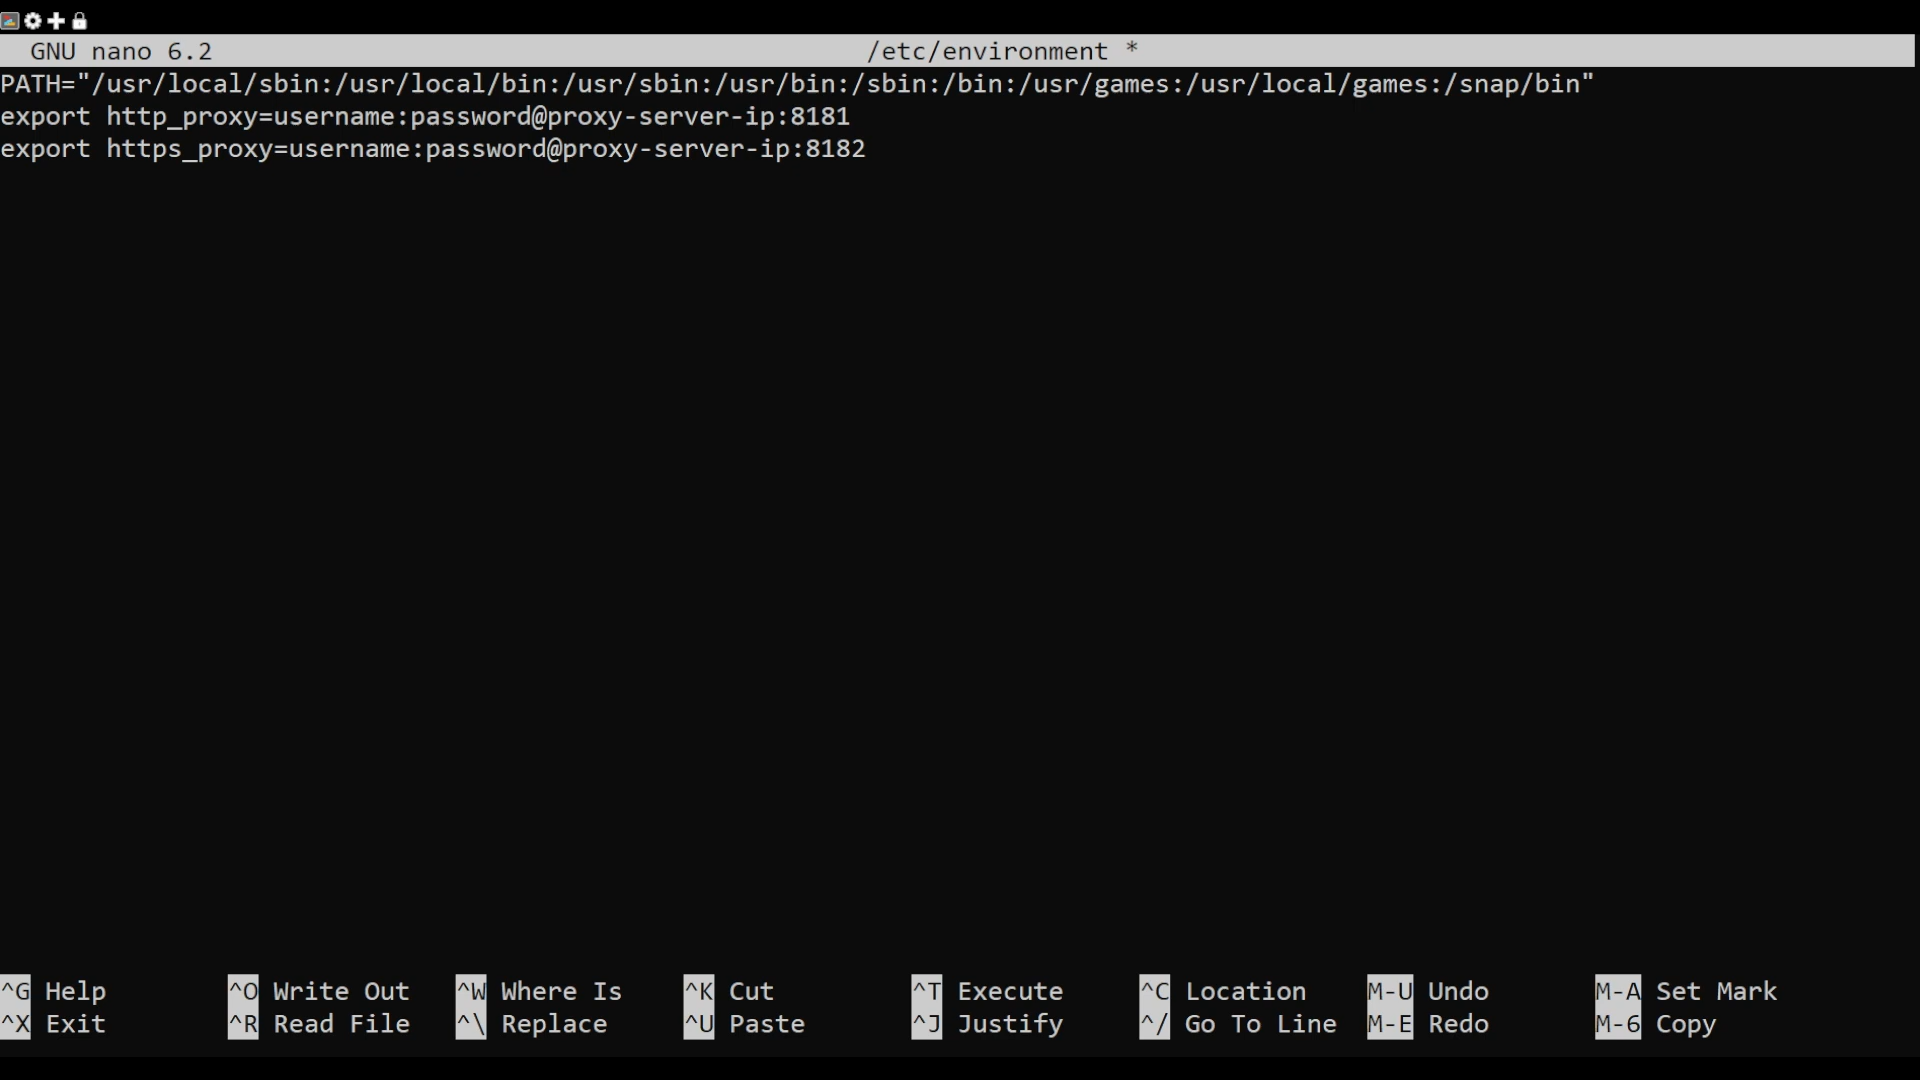 GNU nano 6.2 /etc/environment *
PATH="/usr/local/sbin:/usr/local/bin:/usr/sbin:/usr/bin:/sbin:/bin:/usr/games:/usr/local/games:/snap/bin"
export http_proxy=username:password@proxy-server-ip:8181
export https_proxy=username:password@proxy-server-ip:8182
^G Help ^O Write Out ^W Where Is ^K Cut ^T Execute ^C Location M-U Undo M-A Set Mark
^X Exit ^R Read File ^\ Replace ^U Paste ^J Justify ^/ Go To Line M-E Redo M-6 Copy